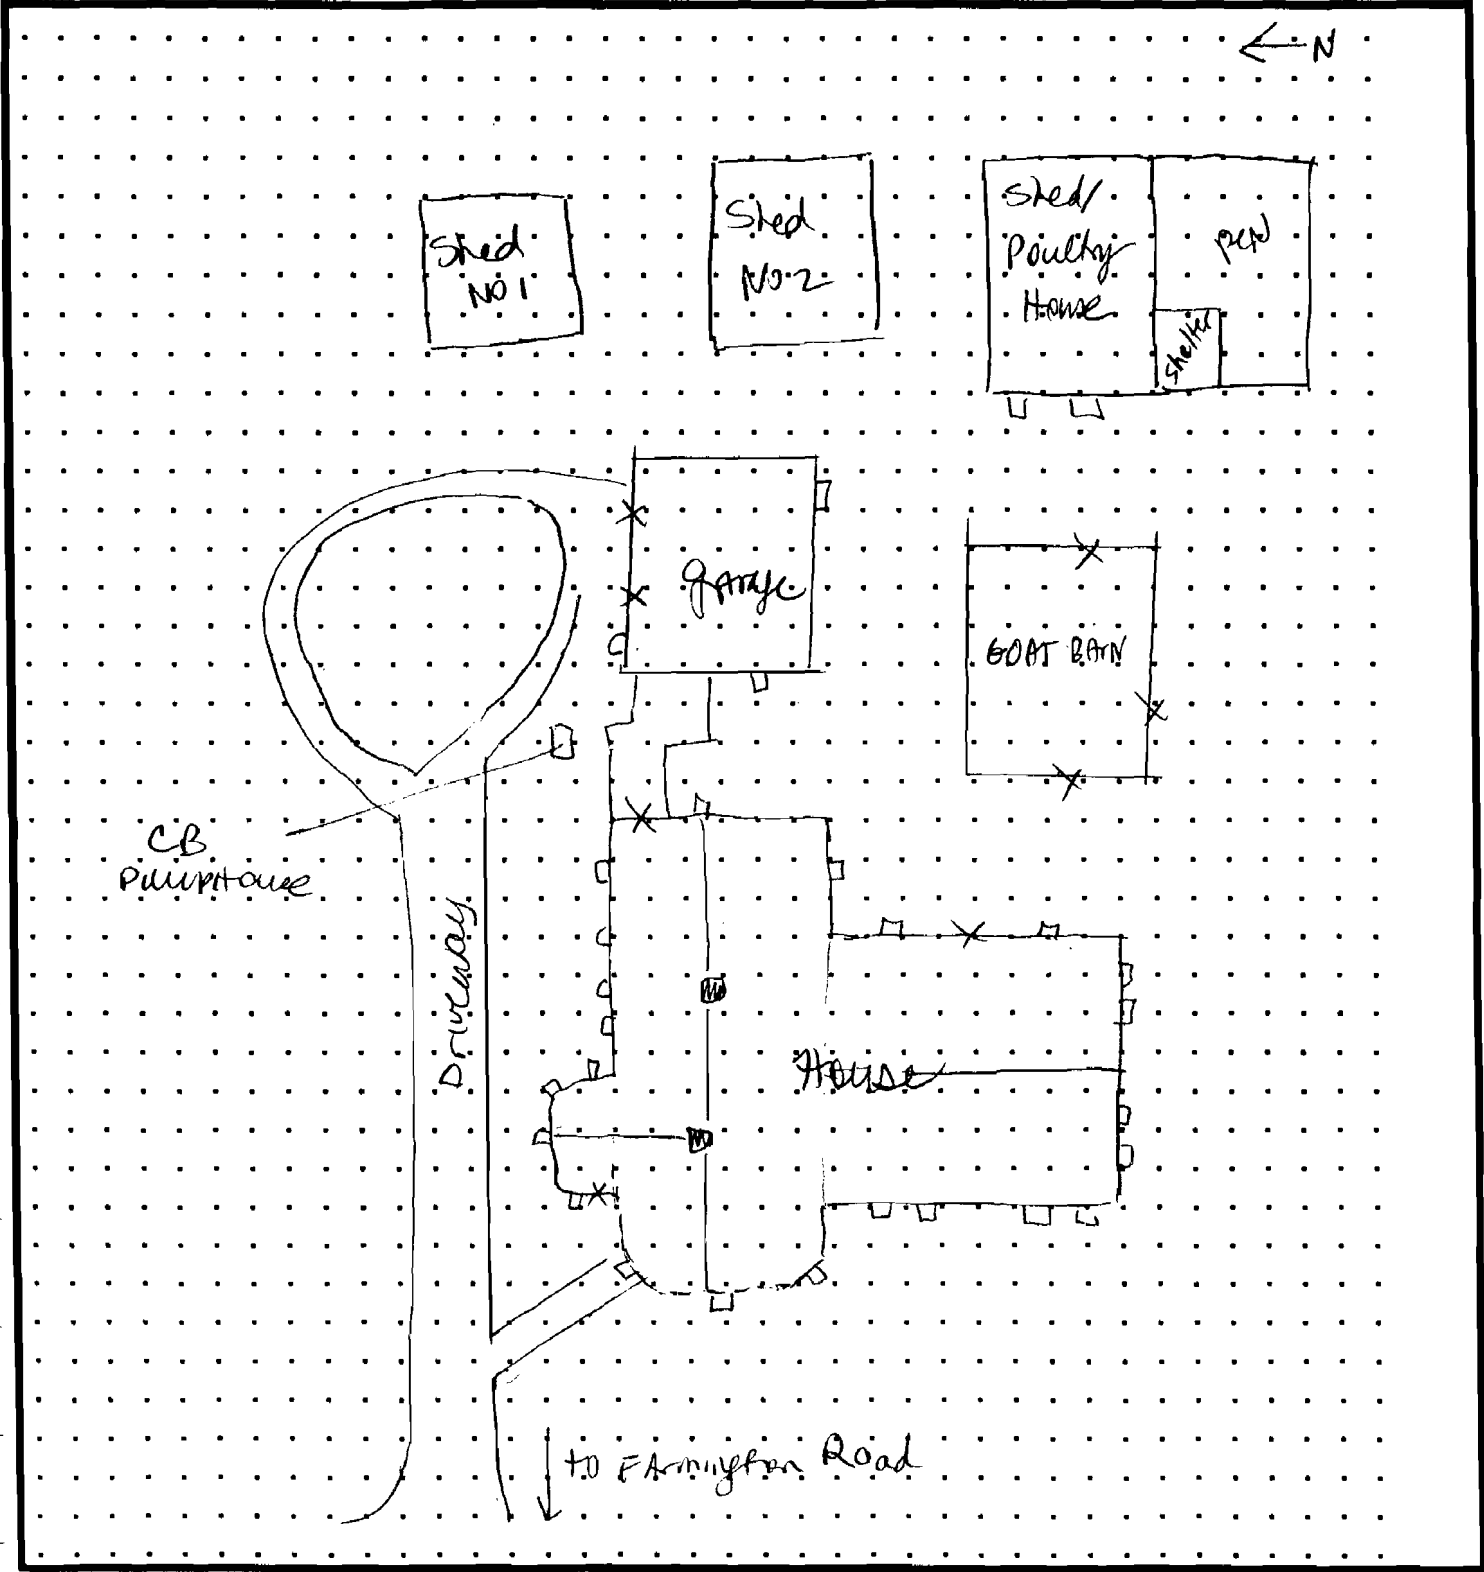 N
Shed
NO 1
Shed
NO. 2
Shed/
Poultry
House
pen
shelter
garage
GOAT BARN
CB
PUMPHouse
Driveway
House
to Farmington Road